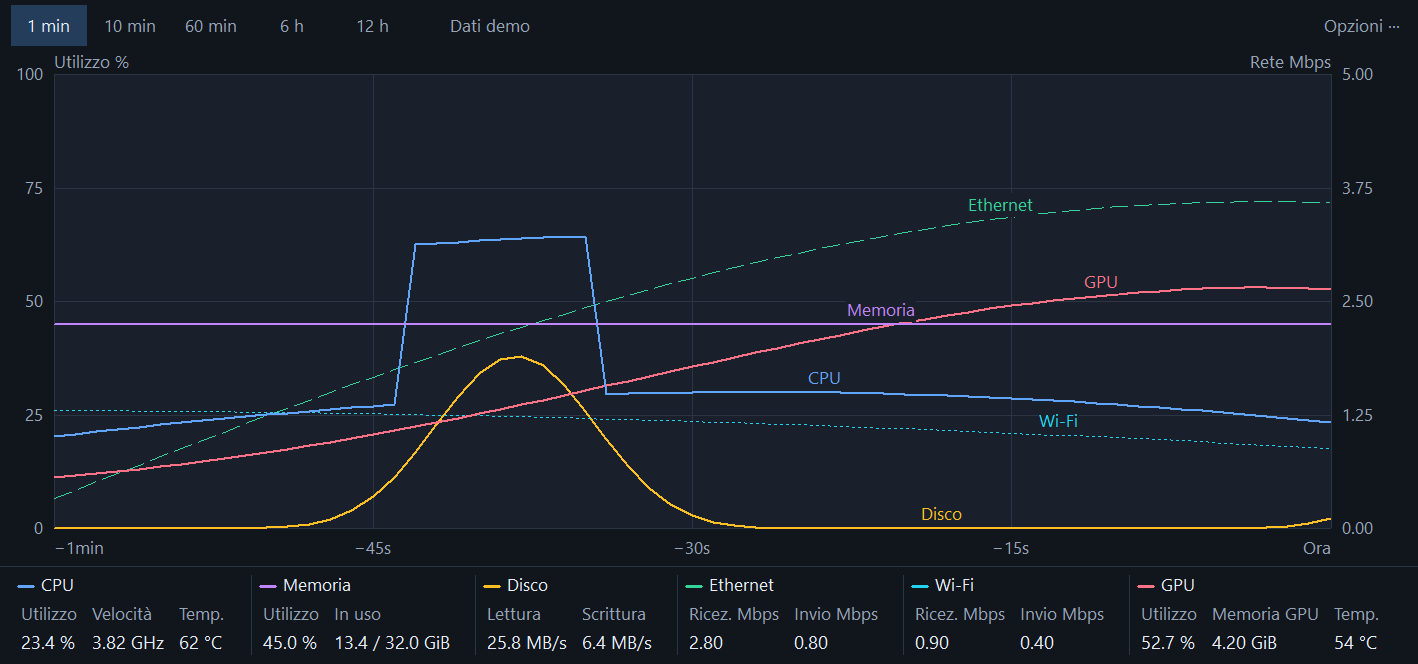 1 min 10 min 60 min 6 h 12 h Dati demo Opzioni ···
Utilizzo % Rete Mbps
100 5.00
75 3.75
Ethernet
GPU
50 2.50
Memoria
CPU
25 1.25
Wi-Fi
Disco
0 0.00
−1min −45s −30s −15s Ora
CPU Memoria Disco Ethernet Wi-Fi GPU
Utilizzo Velocità Temp. Utilizzo In uso Lettura Scrittura Ricez. Mbps Invio Mbps Ricez. Mbps Invio Mbps Utilizzo Memoria GPU Temp.
23.4 % 3.82 GHz 62 °C 45.0 % 13.4 / 32.0 GiB 25.8 MB/s 6.4 MB/s 2.80 0.80 0.90 0.40 52.7 % 4.20 GiB 54 °C